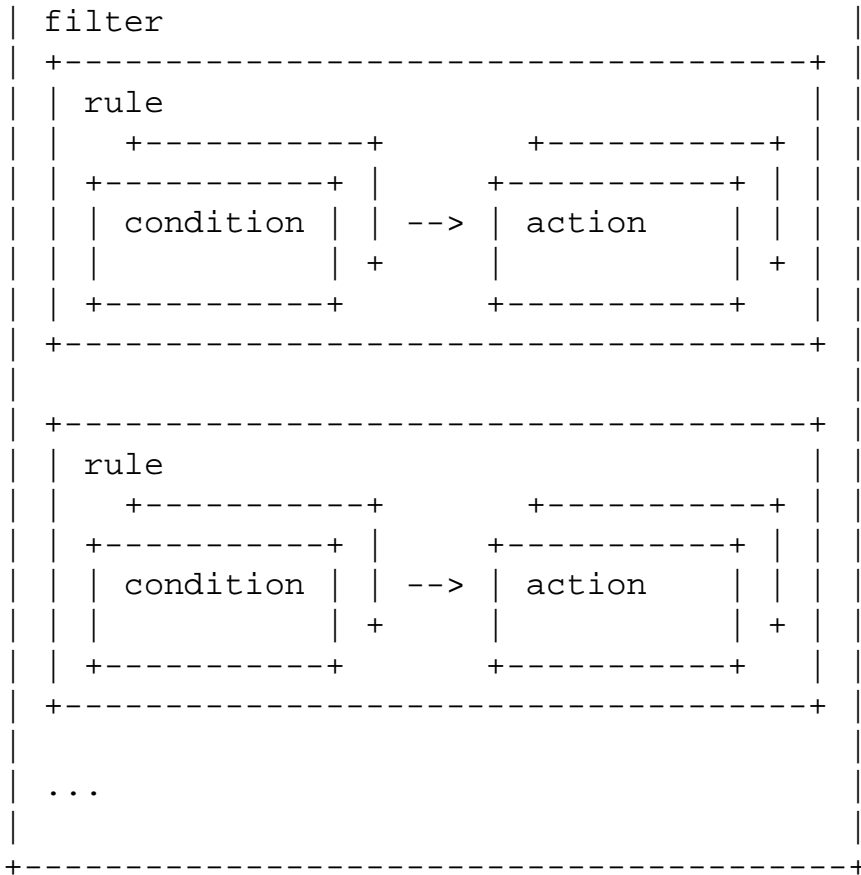 | filter                                    |
| +---------------------------------------+ |
| | rule                                  | |
| |   +-----------+        +-----------+  | |
| | +-----------+ |      +-----------+ |  | |
| | | condition | | --> | action    | |  | |
| | |           | +      |           | +  | |
| | +-----------+        +-----------+    | |
| +---------------------------------------+ |
|                                           |
| +---------------------------------------+ |
| | rule                                  | |
| |   +-----------+        +-----------+  | |
| | +-----------+ |      +-----------+ |  | |
| | | condition | | --> | action    | |  | |
| | |           | +      |           | +  | |
| | +-----------+        +-----------+    | |
| +---------------------------------------+ |
|                                           |
| ...                                       |
|                                           |
+-------------------------------------------+